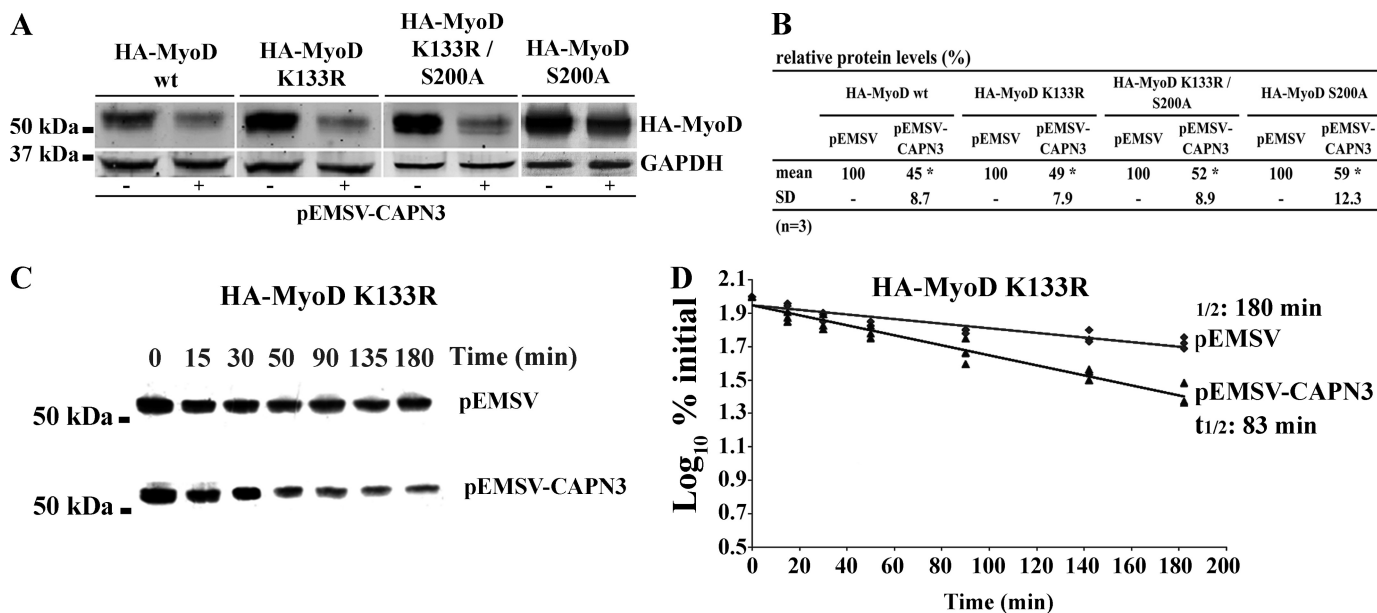 A
HA-MyoD
wt
HA-MyoD
K133R
HA-MyoD
K133R /
S200A
HA-MyoD
S200A
50 kDa
37 kDa
HA-MyoD
GAPDH
- + - + - + - +
pEMSV-CAPN3
B
relative protein levels (%)
HA-MyoD wt HA-MyoD K133R HA-MyoD K133R / S200A HA-MyoD S200A
pEMSV pEMSV-CAPN3 pEMSV pEMSV-CAPN3 pEMSV pEMSV-CAPN3 pEMSV pEMSV-CAPN3
mean 100 45 * 100 49 * 100 52 * 100 59 *
SD - 8.7 - 7.9 - 8.9 - 12.3
(n=3)
C
HA-MyoD K133R
0 15 30 50 90 135 180 Time (min)
pEMSV
50 kDa
pEMSV-CAPN3
50 kDa
D
HA-MyoD K133R
Log10 % initial
2.1
1.9
1.7
1.5
1.3
1.1
0.9
0.7
0.5
1/2: 180 min
pEMSV
pEMSV-CAPN3
t1/2: 83 min
0 20 40 60 80 100 120 140 160 180 200
Time (min)